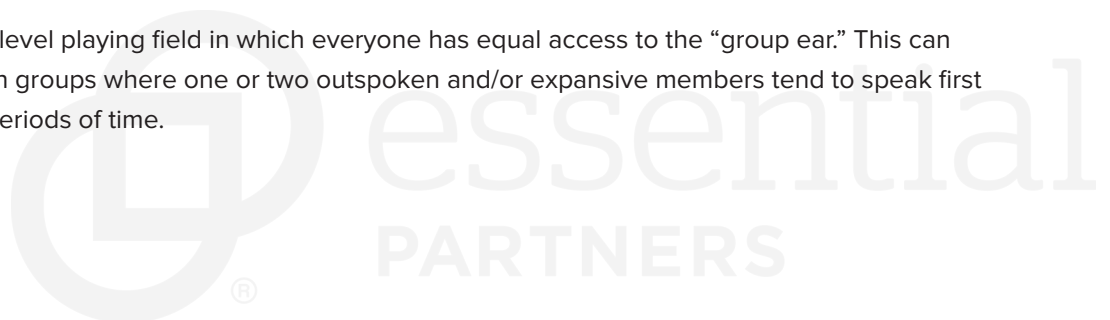 level playing field in which everyone has equal access to the “group ear.” This can
groups where one or two outspoken and/or expansive members tend to speak first
of time.
essential
PARTNERS
®